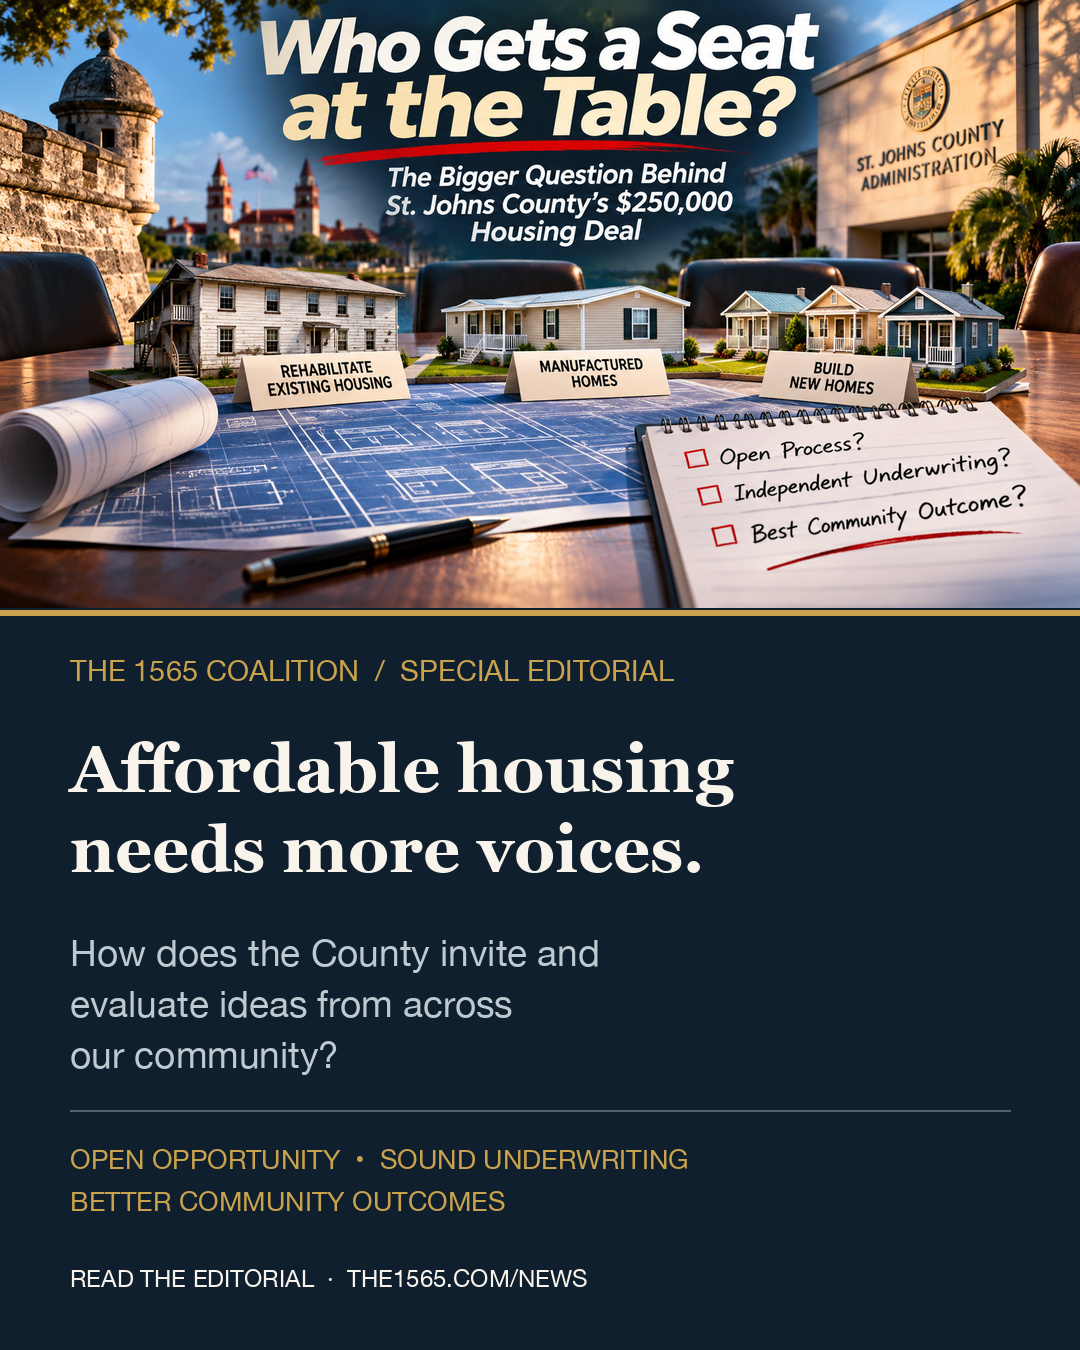 Who Gets a Seat
at the Table?
The Bigger Question Behind
St. Johns County's $250,000
Housing Deal
ST. JOHNS COUNTY
ADMINISTRATION
REHABILITATE
EXISTING HOUSING
MANUFACTURED
HOMES
BUILD
NEW HOMES
Open Process?
Independent Underwriting?
Best Community Outcome?
THE 1565 COALITION / SPECIAL EDITORIAL
Affordable housing
needs more voices.
How does the County invite and
evaluate ideas from across
our community?
OPEN OPPORTUNITY • SOUND UNDERWRITING
BETTER COMMUNITY OUTCOMES
READ THE EDITORIAL · THE1565.COM/NEWS